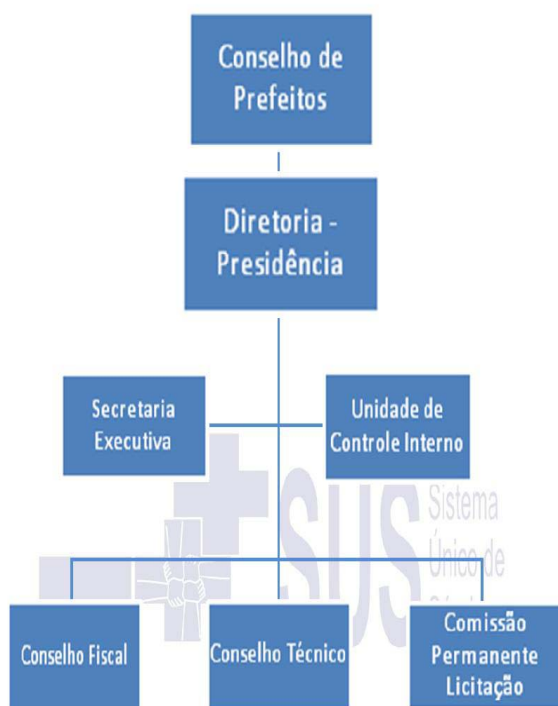 Conselho de
Prefeitos
Diretoria -
Presidência
Secretaria
Executiva
Unidade de
Controle Interno
SUS
Sistema
Único de
Conselho Fiscal
Conselho Técnico
Comissão
Permanente
Licitação